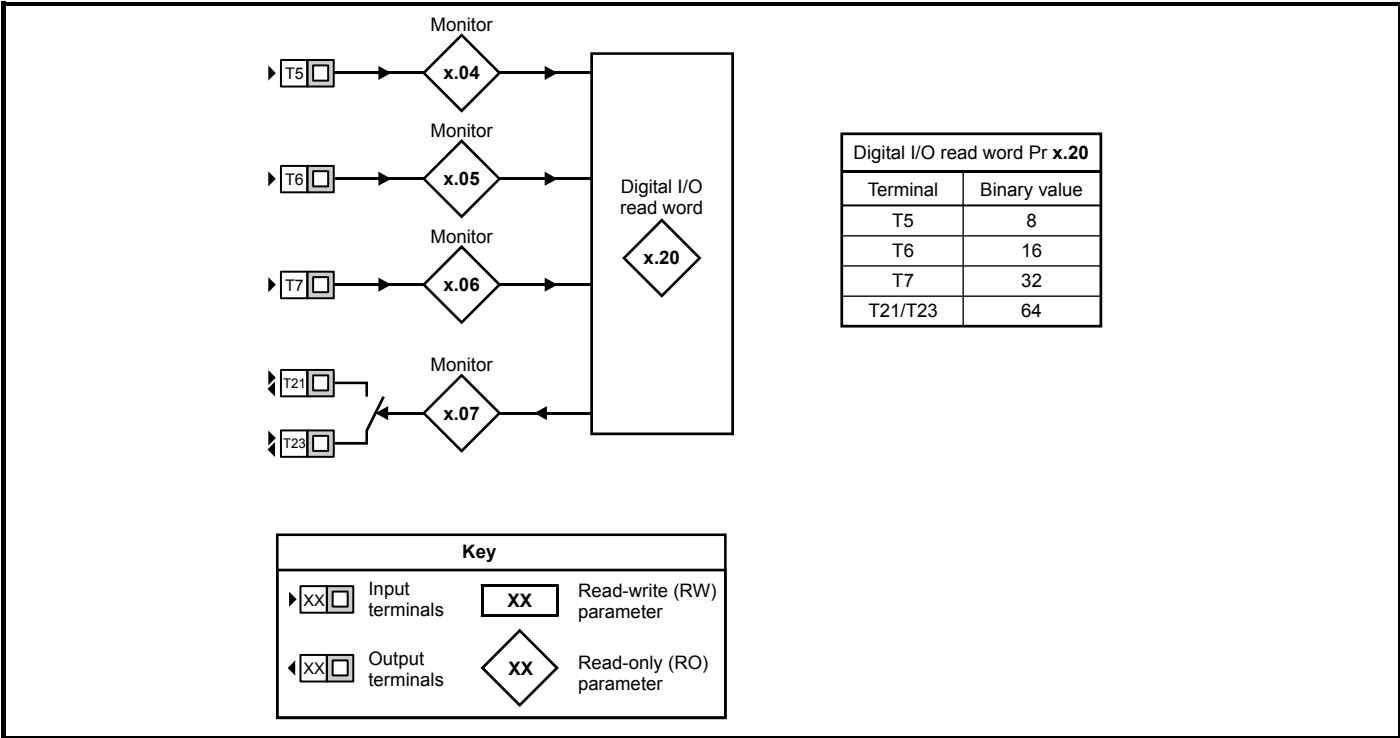 Monitor
T5
x.04
Monitor
T6
x.05
Monitor
T7
x.06
Monitor
T21
x.07
T23
Digital I/O
read word
x.20
Digital I/O read word Pr x.20
Terminal Binary value
T5 8
T6 16
T7 32
T21/T23 64
Key
XX
Input
terminals
XX
Read-write (RW)
parameter
XX
Output
terminals
XX
Read-only (RO)
parameter